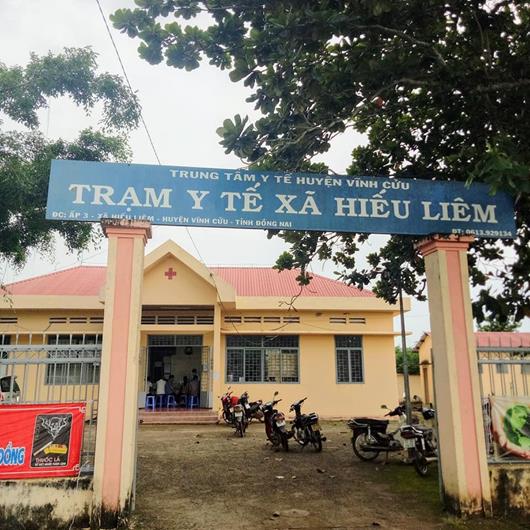 TRUNG TÂM Y TẾ HUYỆN VĨNH CỬU
TRẠM Y TẾ XÃ HIẾU LIÊM
ĐC: ẤP 3 - XÃ HIẾU LIÊM - HUYỆN VĨNH CỬU - TỈNH ĐỒNG NAI
ĐT: 0613.929134
ĐỒNG
THUỐC LÁ